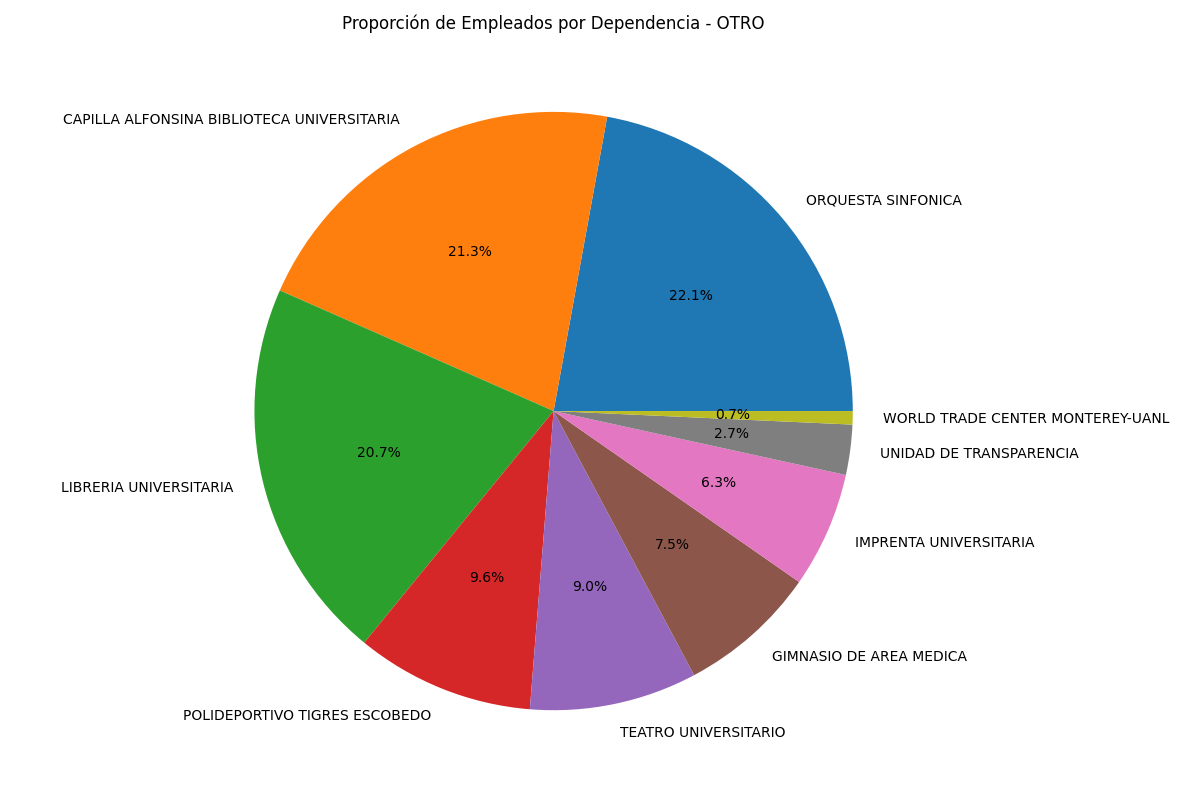 Proporción de Empleados por Dependencia - OTRO
CAPILLA ALFONSINA BIBLIOTECA UNIVERSITARIA
ORQUESTA SINFONICA
21.3%
22.1%
0.7%
WORLD TRADE CENTER MONTEREY-UANL
2.7%
UNIDAD DE TRANSPARENCIA
20.7%
6.3%
LIBRERIA UNIVERSITARIA
IMPRENTA UNIVERSITARIA
7.5%
9.6%
9.0%
GIMNASIO DE AREA MEDICA
POLIDEPORTIVO TIGRES ESCOBEDO
TEATRO UNIVERSITARIO